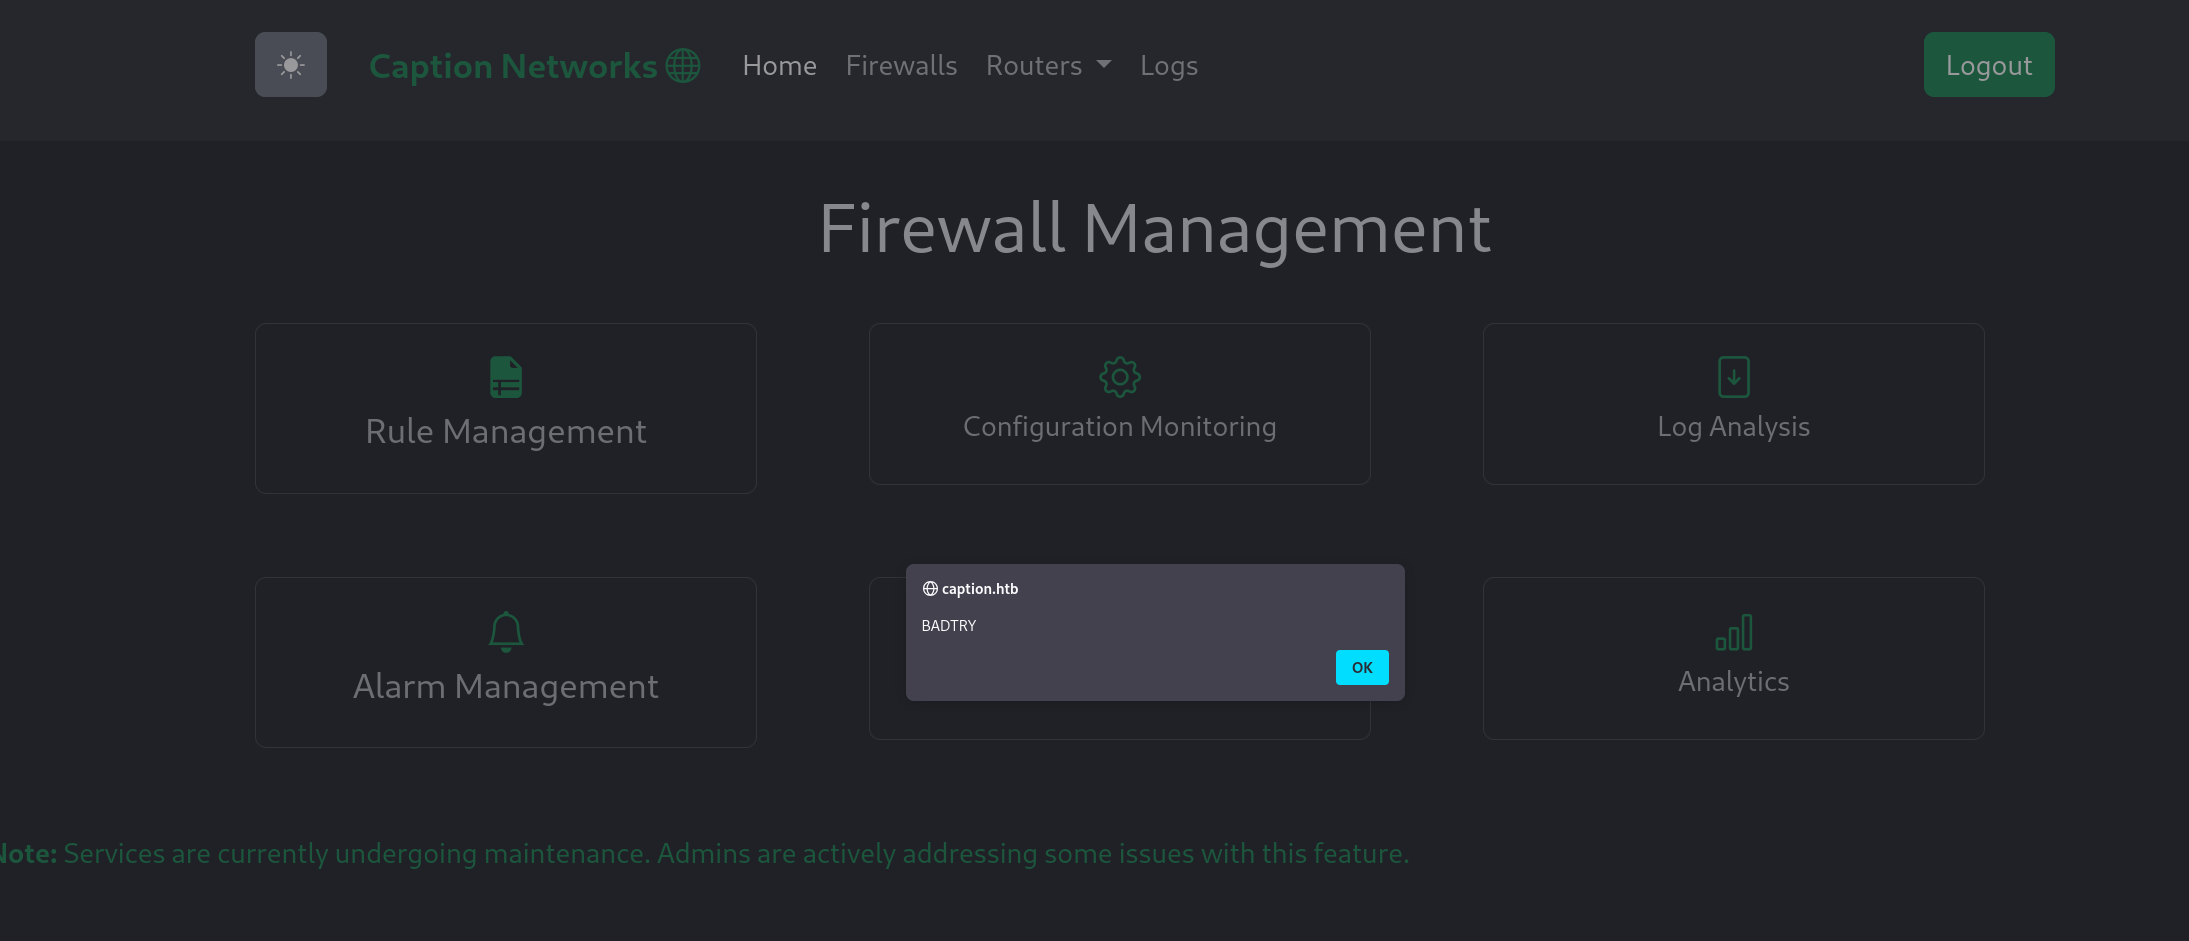 Caption Networks Home Firewalls Routers Logs Logout
Firewall Management
Rule Management
Configuration Monitoring
Log Analysis
caption.htb
BADTRY
OK
Alarm Management
Analytics
Note: Services are currently undergoing maintenance. Admins are actively addressing some issues with this feature.